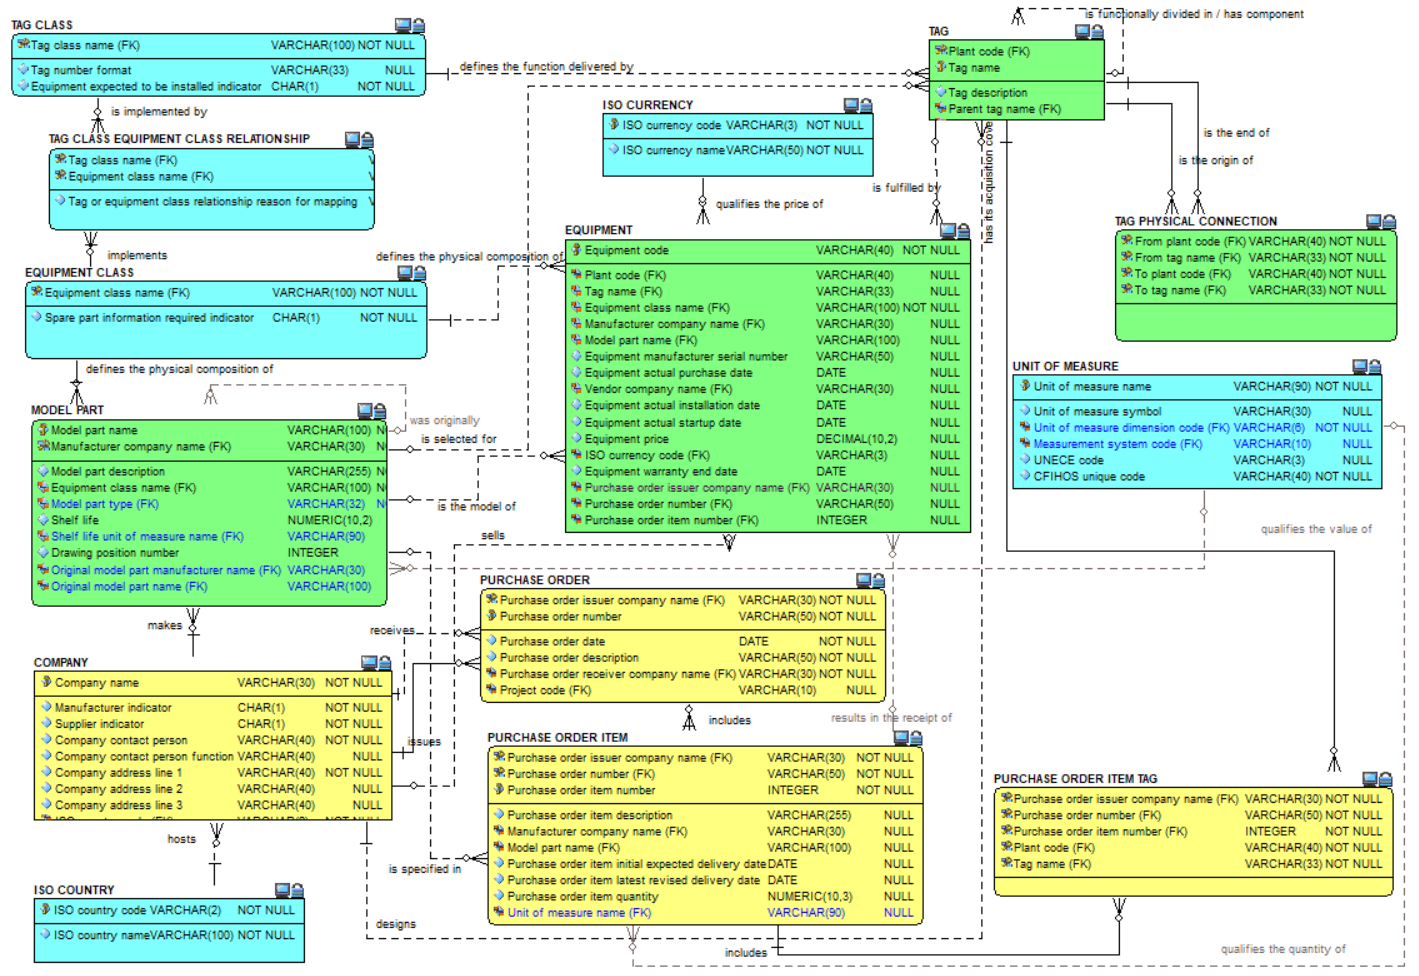 TAG CLASS
Tag class name (FK) VARCHAR(100) NOT NULL
Tag number format VARCHAR(33) NULL
Equipment expected to be installed indicator CHAR(1) NOT NULL
is implemented by
TAG CLASS EQUIPMENT CLASS RELATIONSHIP
Tag class name (FK)
Equipment class name (FK)
Tag or equipment class relationship reason for mapping
implements
EQUIPMENT CLASS
Equipment class name (FK) VARCHAR(100) NOT NULL
Spare part information required indicator CHAR(1) NOT NULL
defines the physical composition of
MODEL PART
Model part name VARCHAR(100) N
Manufacturer company name (FK) VARCHAR(30) N
Model part description VARCHAR(255) N
Equipment class name (FK) VARCHAR(100) N
Model part type (FK) VARCHAR(32) N
Shelf life NUMERIC(10,2)
Shelf life unit of measure name (FK) VARCHAR(90)
Drawing position number INTEGER
Original model part manufacturer name (FK) VARCHAR(30)
Original model part name (FK) VARCHAR(100)
makes
COMPANY
Company name VARCHAR(30) NOT NULL
Manufacturer indicator CHAR(1) NOT NULL
Supplier indicator CHAR(1) NOT NULL
Company contact person VARCHAR(40) NOT NULL
Company contact person function VARCHAR(40) NULL
Company address line 1 VARCHAR(40) NOT NULL
Company address line 2 VARCHAR(40) NULL
Company address line 3 VARCHAR(40) NULL
hosts
ISO COUNTRY
ISO country code VARCHAR(2) NOT NULL
ISO country nameVARCHAR(100) NOT NULL
defines the function delivered by
ISO CURRENCY
ISO currency code VARCHAR(3) NOT NULL
ISO currency nameVARCHAR(50) NOT NULL
qualifies the price of
is fulfilled by
defines the physical composition of
was originally
is selected for
is the model of
sells
EQUIPMENT
Equipment code VARCHAR(40) NOT NULL
Plant code (FK) VARCHAR(40) NULL
Tag name (FK) VARCHAR(33) NULL
Equipment class name (FK) VARCHAR(100) NOT NULL
Manufacturer company name (FK) VARCHAR(30) NULL
Model part name (FK) VARCHAR(100) NULL
Equipment manufacturer serial number VARCHAR(50) NULL
Equipment actual purchase date DATE NULL
Vendor company name (FK) VARCHAR(30) NULL
Equipment actual installation date DATE NULL
Equipment actual startup date DATE NULL
Equipment price DECIMAL(10,2) NULL
ISO currency code (FK) VARCHAR(3) NULL
Equipment warranty end date DATE NULL
Purchase order issuer company name (FK) VARCHAR(30) NULL
Purchase order number (FK) VARCHAR(50) NULL
Purchase order item number (FK) INTEGER NULL
receives
issues
PURCHASE ORDER
Purchase order issuer company name (FK) VARCHAR(30) NOT NULL
Purchase order number VARCHAR(50) NOT NULL
Purchase order date DATE NOT NULL
Purchase order description VARCHAR(50) NOT NULL
Purchase order receiver company name (FK) VARCHAR(30) NOT NULL
Project code (FK) VARCHAR(10) NULL
includes
results in the receipt of
PURCHASE ORDER ITEM
Purchase order issuer company name (FK) VARCHAR(30) NOT NULL
Purchase order number (FK) VARCHAR(50) NOT NULL
Purchase order item number INTEGER NOT NULL
Purchase order item description VARCHAR(255) NULL
Manufacturer company name (FK) VARCHAR(30) NULL
Model part name (FK) VARCHAR(100) NULL
Purchase order item initial expected delivery date DATE NULL
Purchase order item latest revised delivery date DATE NULL
Purchase order item quantity NUMERIC(10,3) NULL
Unit of measure name (FK) VARCHAR(90) NULL
is specified in
designs
includes
is functionally divided in / has component
TAG
Plant code (FK)
Tag name
Tag description
Parent tag name (FK)
has its acquisition cove
is the end of
is the origin of
TAG PHYSICAL CONNECTION
From plant code (FK) VARCHAR(40) NOT NULL
From tag name (FK) VARCHAR(33) NOT NULL
To plant code (FK) VARCHAR(40) NOT NULL
To tag name (FK) VARCHAR(33) NOT NULL
UNIT OF MEASURE
Unit of measure name VARCHAR(90) NOT NULL
Unit of measure symbol VARCHAR(30) NULL
Unit of measure dimension code (FK) VARCHAR(6) NOT NULL
Measurement system code (FK) VARCHAR(10) NULL
UNECE code VARCHAR(3) NULL
CFIHOS unique code VARCHAR(40) NOT NULL
qualifies the value of
PURCHASE ORDER ITEM TAG
Purchase order issuer company name (FK) VARCHAR(30) NOT NULL
Purchase order number (FK) VARCHAR(50) NOT NULL
Purchase order item number (FK) INTEGER NOT NULL
Plant code (FK) VARCHAR(40) NOT NULL
Tag name (FK) VARCHAR(33) NOT NULL
qualifies the quantity of